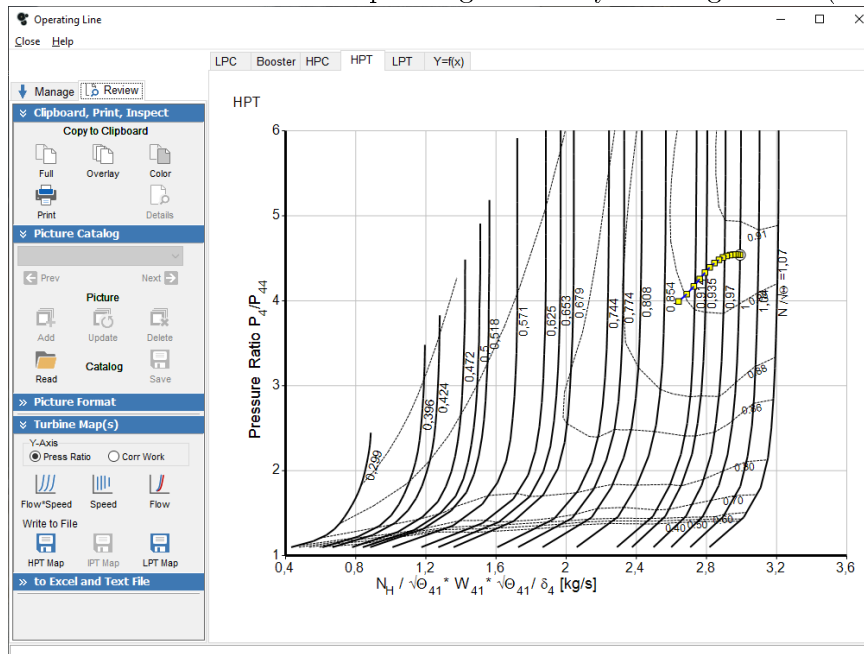 Operating Line
Close Help
LPC Booster HPC HPT LPT Y=f(x)
Manage Review
Clipboard, Print, Inspect
Copy to Clipboard
Full Overlay Color
Print Details
Picture Catalog
Prev Next
Picture
Add Update Delete
Read Catalog Save
Picture Format
Turbine Map(s)
Y-Axis
Press Ratio Corr Work
Flow*Speed Speed Flow
Write to File
HPT Map IPT Map LPT Map
to Excel and Text File
HPT
Pressure Ratio P4/P44
6
5
4
3
2
1
0,299
0,396
0,424
0,472
0,5
0,518
0,571
0,625
0,653
0,679
0,744
0,774
0,808
0,854
0,935
0,97
N / √Θ =1,07
0.91
0.88
0.86
0.80
0.70
0.60
0.50
0.40
0,4 0,8 1,2 1,6 2 2,4 2,8 3,2 3,6
N_H / √Θ41 * W41 * √Θ41 / δ4 [kg/s]